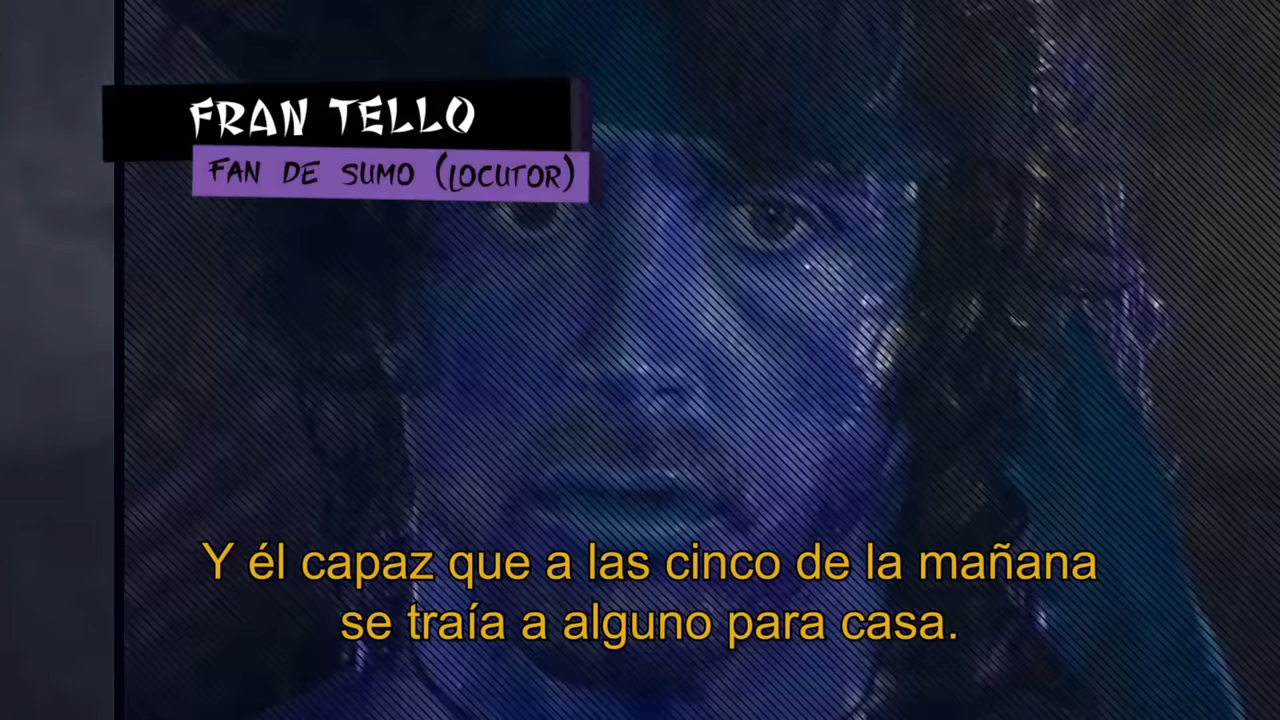 FRAN TELLO
FAN DE SUMO (LOCUTOR)
Y él capaz que a las cinco de la mañana
se traía a alguno para casa.